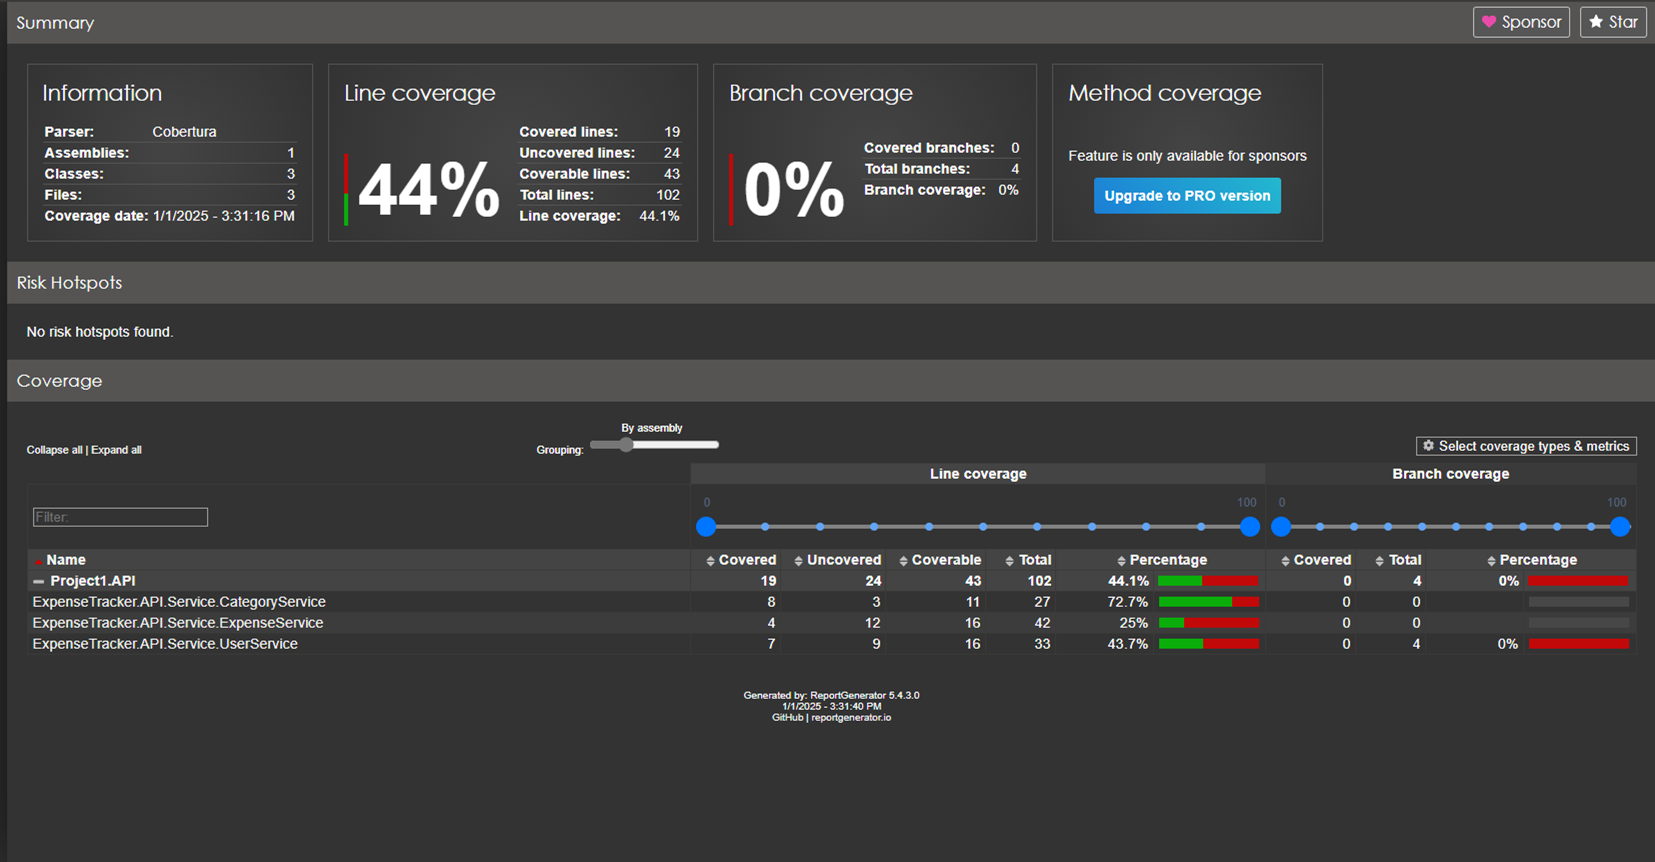 Summary
Sponsor
Star
Information
Parser: Cobertura
Assemblies: 1
Classes: 3
Files: 3
Coverage date: 1/1/2025 - 3:31:16 PM
Line coverage
44%
Covered lines: 19
Uncovered lines: 24
Coverable lines: 43
Total lines: 102
Line coverage: 44.1%
Branch coverage
0%
Covered branches: 0
Total branches: 4
Branch coverage: 0%
Method coverage
Feature is only available for sponsors
Upgrade to PRO version
Risk Hotspots
No risk hotspots found.
Coverage
Collapse all | Expand all
By assembly
Grouping:
Select coverage types & metrics
Line coverage Branch coverage
0 100 0 100
Filter:
Name Covered Uncovered Coverable Total Percentage Covered Total Percentage
Project1.API 19 24 43 102 44.1% 0 4 0%
ExpenseTracker.API.Service.CategoryService 8 3 11 27 72.7% 0 0
ExpenseTracker.API.Service.ExpenseService 4 12 16 42 25% 0 0
ExpenseTracker.API.Service.UserService 7 9 16 33 43.7% 0 4 0%
Generated by: ReportGenerator 5.4.3.0
1/1/2025 - 3:31:40 PM
GitHub | reportgenerator.io